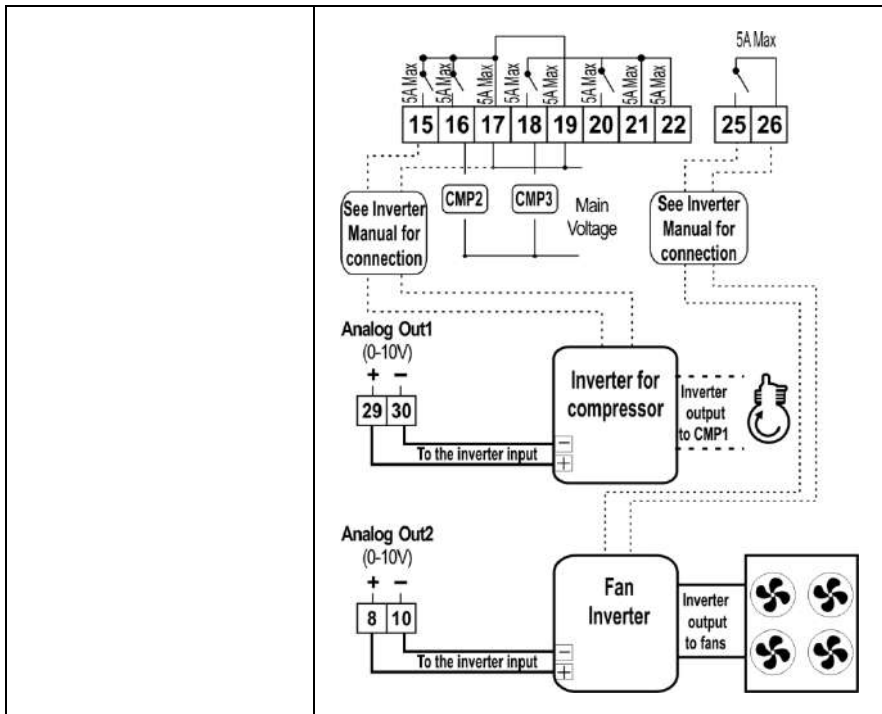 5A Max
5A Max 5A Max 5A Max 5A Max 5A Max 5A Max 5A Max
15 16 17 18 19 20 21 22 25 26
CMP2 CMP3
Main
Voltage
See Inverter
Manual for
connection
See Inverter
Manual for
connection
Analog Out1
(0-10V)
+ −
29 30
To the inverter input
−
+
Inverter for
compressor
Inverter
output
to CMP1
Analog Out2
(0-10V)
+ −
8 10
To the inverter input
−
+
Fan
Inverter
Inverter
output
to fans